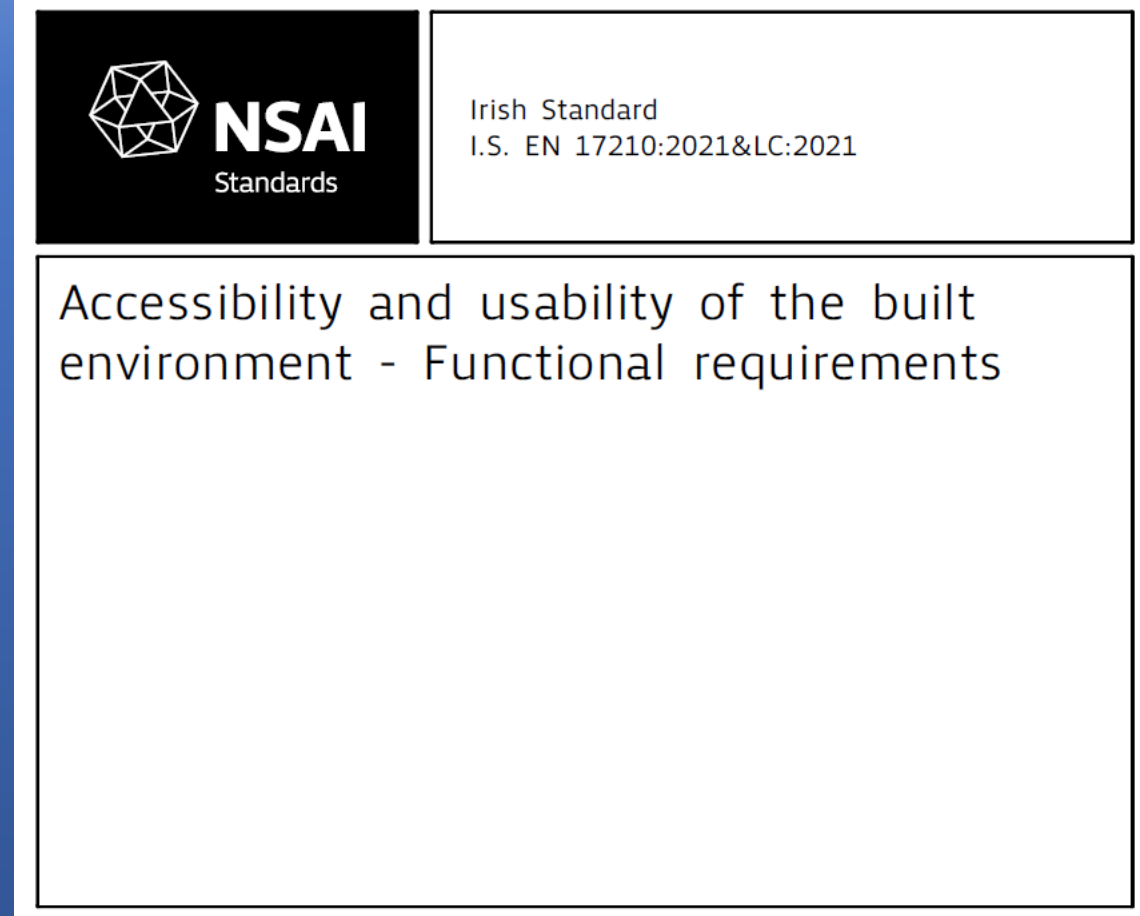 NSAI
Standards
Irish Standard
I.S. EN 17210:2021&LC:2021
Accessibility and usability of the built
environment - Functional requirements